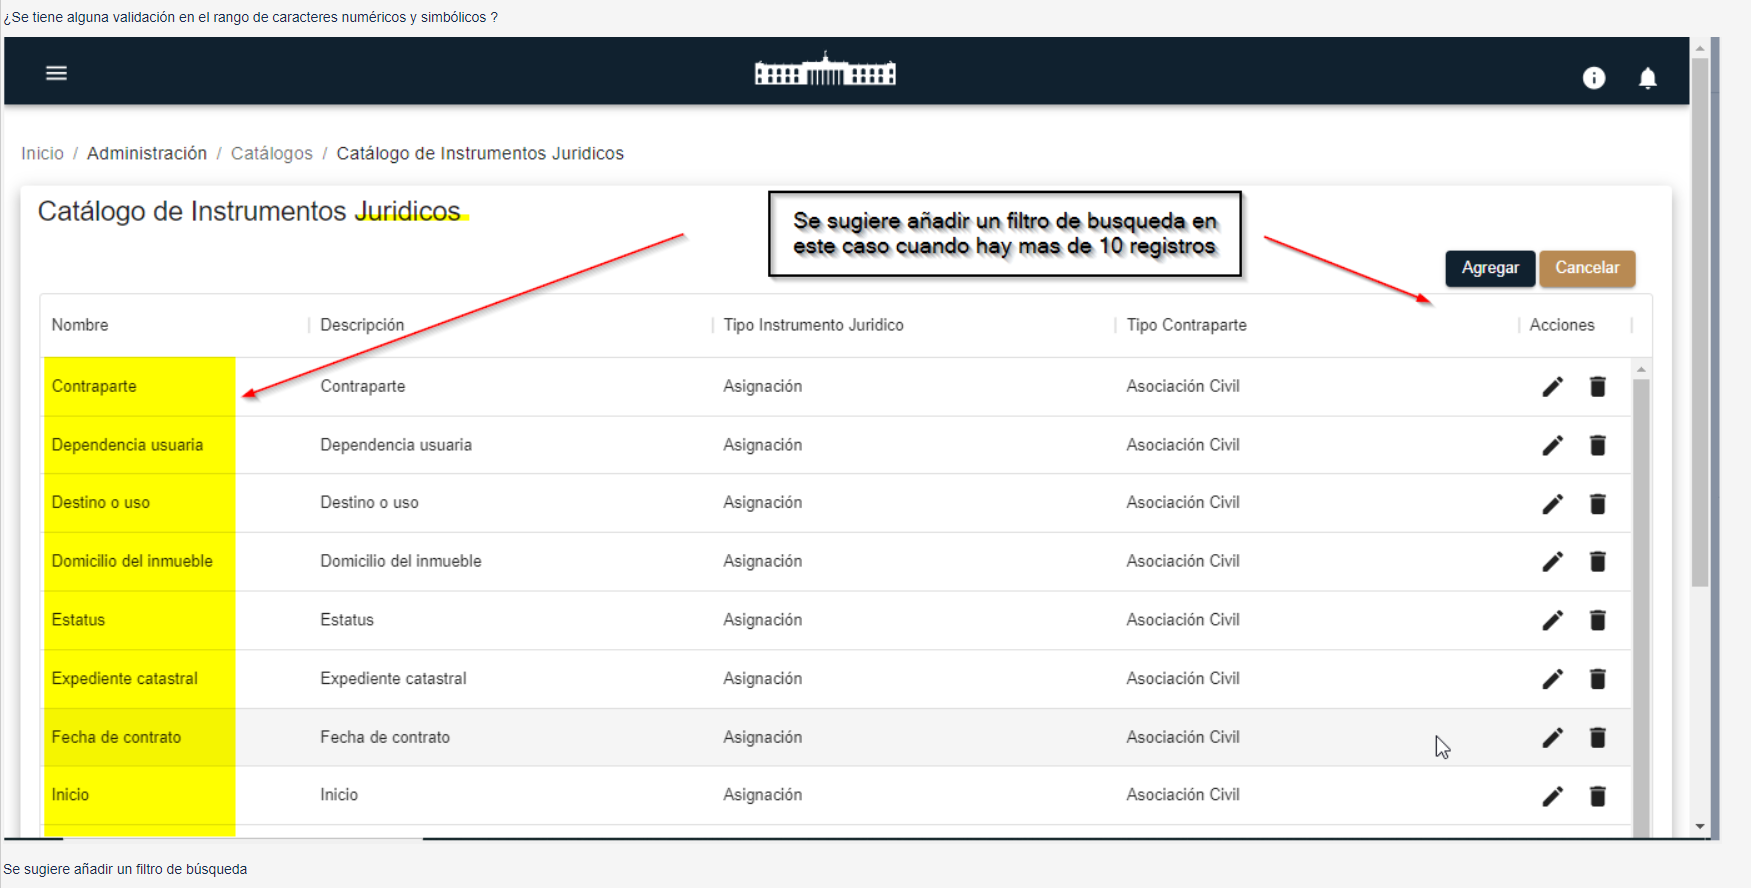 ¿Se tiene alguna validación en el rango de caracteres numéricos y simbólicos ?
Inicio / Administración / Catálogos / Catálogo de Instrumentos Juridicos
Catálogo de Instrumentos Juridicos
Se sugiere añadir un filtro de busqueda en
este caso cuando hay mas de 10 registros
Agregar Cancelar
Nombre Descripción Tipo Instrumento Juridico Tipo Contraparte Acciones
Contraparte Contraparte Asignación Asociación Civil
Dependencia usuaria Dependencia usuaria Asignación Asociación Civil
Destino o uso Destino o uso Asignación Asociación Civil
Domicilio del inmueble Domicilio del inmueble Asignación Asociación Civil
Estatus Estatus Asignación Asociación Civil
Expediente catastral Expediente catastral Asignación Asociación Civil
Fecha de contrato Fecha de contrato Asignación Asociación Civil
Inicio Inicio Asignación Asociación Civil
Se sugiere añadir un filtro de búsqueda